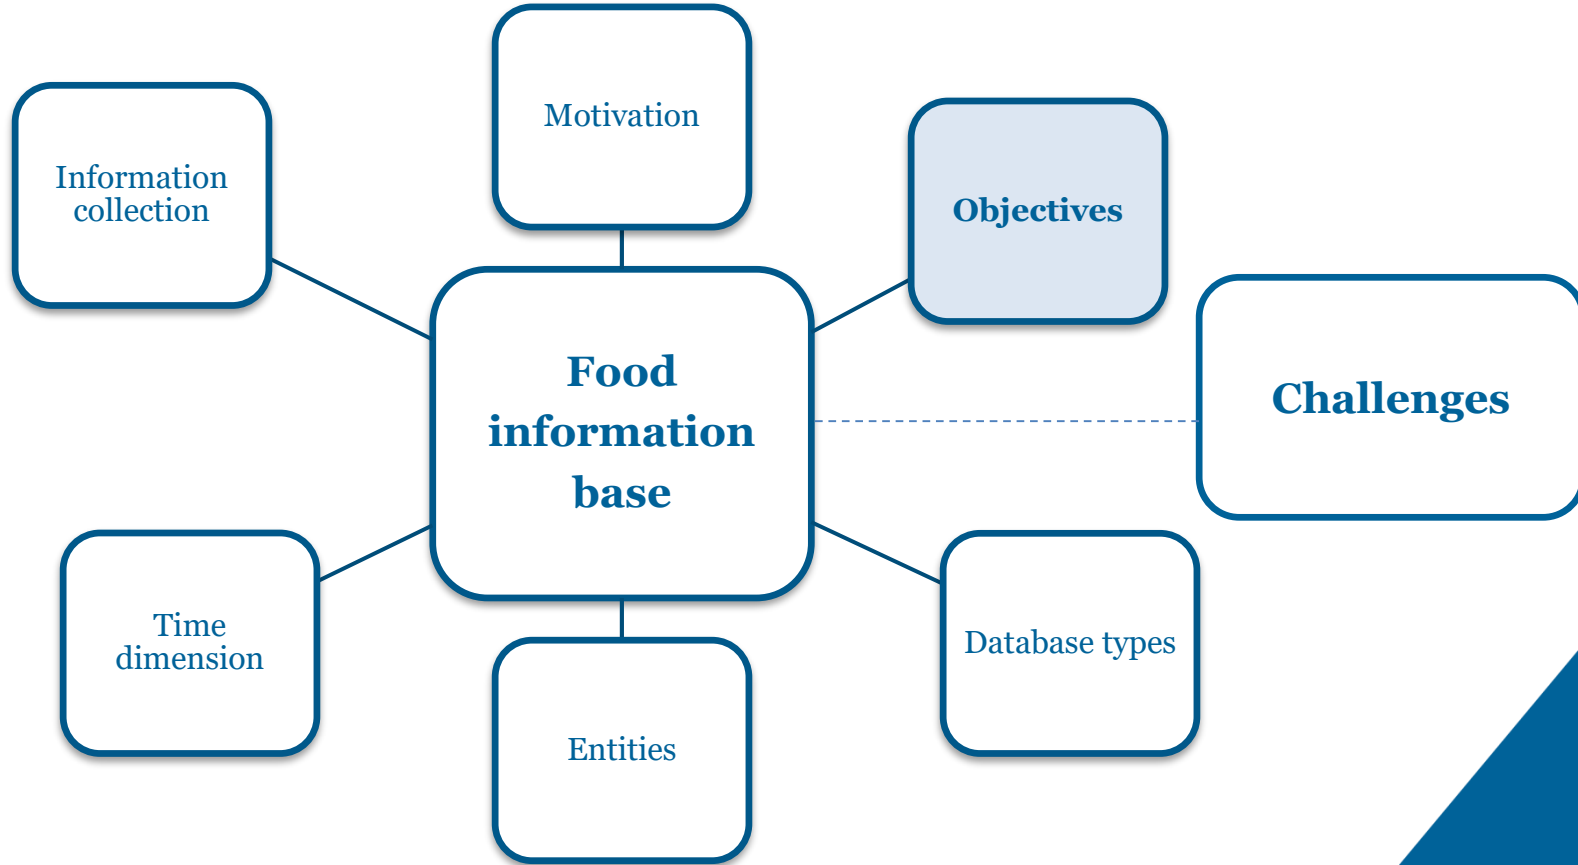 Motivation
Information
collection
Objectives
Food
information
base
Challenges
Time
dimension
Database types
Entities